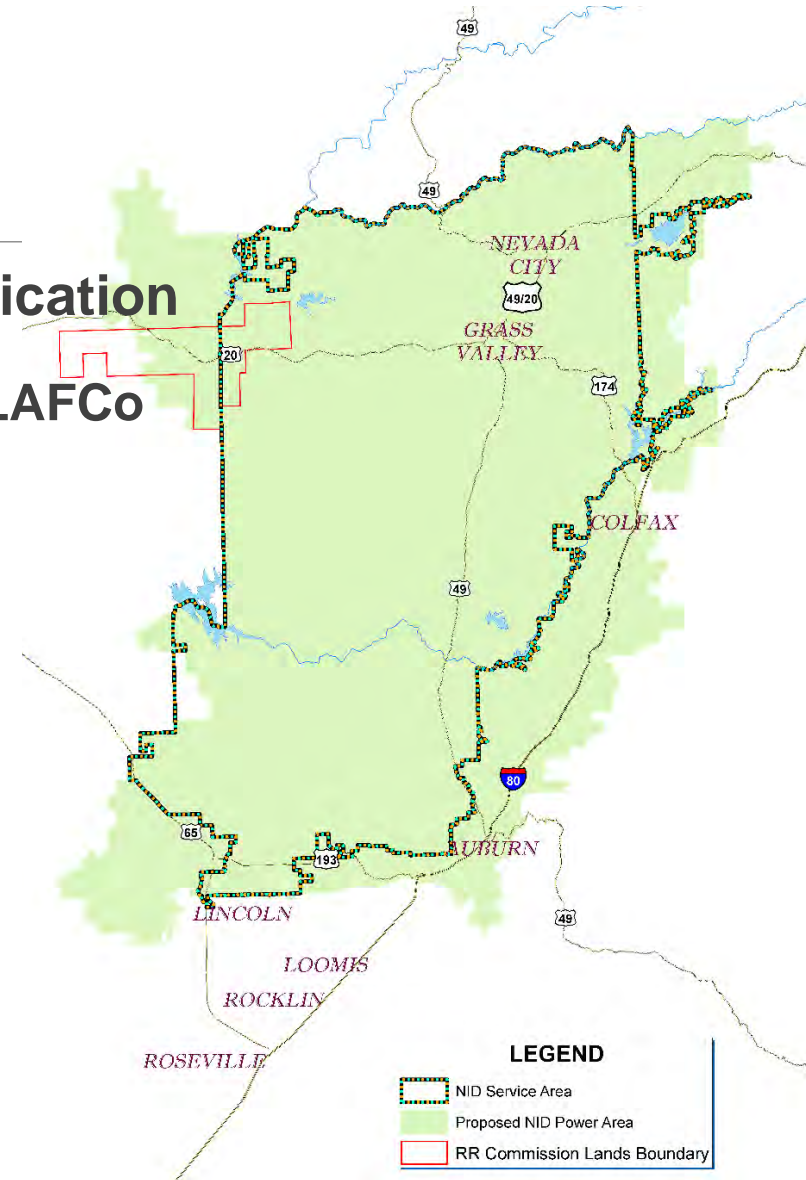 49
49
NEVADA
CITY
ication
49/20
GRASS
VALLEY
20
174
.AFCo
COLFAX
49
80
65
193
AUBURN
LINCOLN
49
LOOMIS
ROCKLIN
ROSEVILLE
LEGEND
NID Service Area
Proposed NID Power Area
RR Commission Lands Boundary